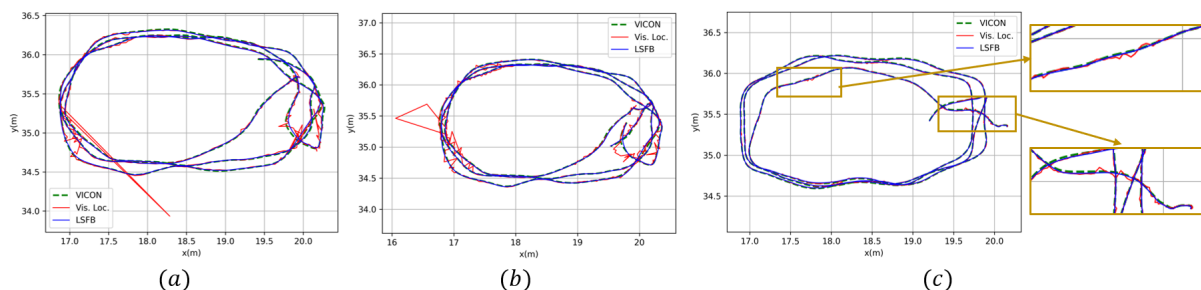 36.5
36.0
35.5
35.0
34.5
34.0
y(m)
17.0 17.5 18.0 18.5 19.0 19.5 20.0
x(m)
VICON
Vis. Loc.
LSFB
(a)
37.0
36.5
36.0
35.5
35.0
34.5
34.0
33.5
y(m)
16 17 18 19 20
x(m)
VICON
Vis. Loc.
LSFB
(b)
36.5
36.0
35.5
35.0
34.5
y(m)
17.0 17.5 18.0 18.5 19.0 19.5 20.0
x(m)
VICON
Vis. Loc.
LSFB
(c)